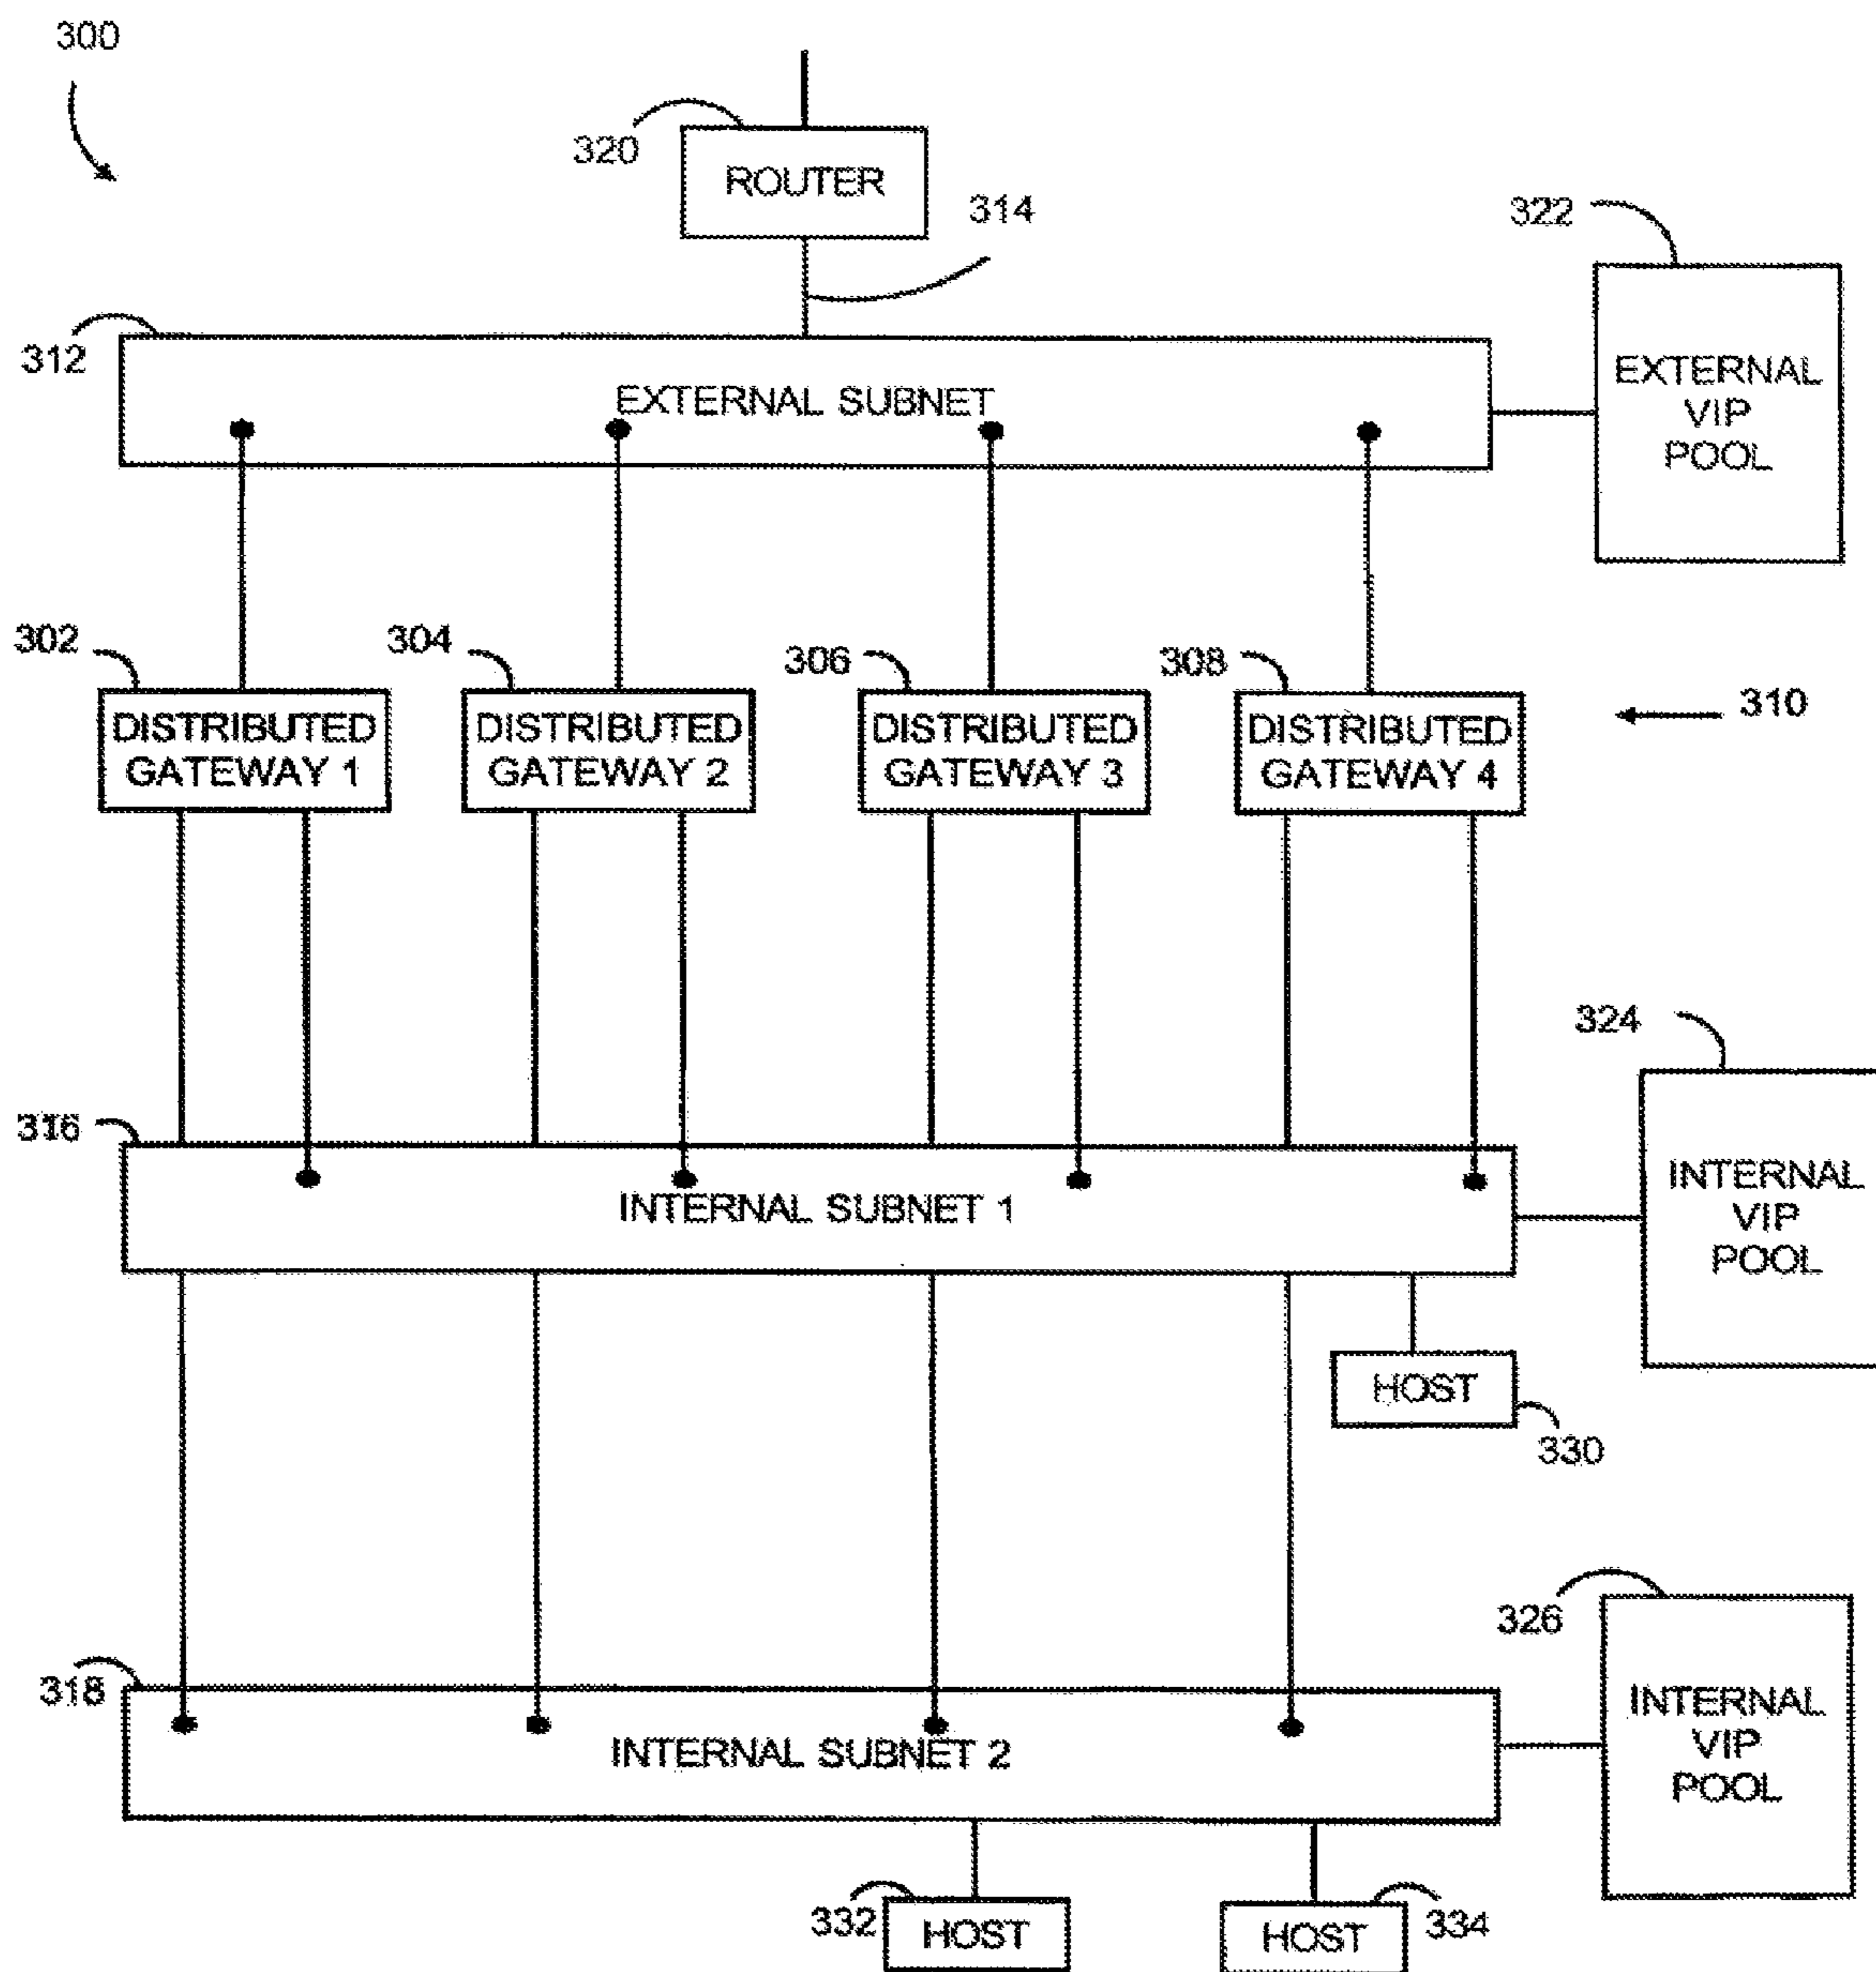 300
320
ROUTER
314
322
312
EXTERNAL SUBNET
EXTERNAL
VIP
POOL
302
304
306
308
310
DISTRIBUTED
GATEWAY 1
DISTRIBUTED
GATEWAY 2
DISTRIBUTED
GATEWAY 3
DISTRIBUTED
GATEWAY 4
324
316
INTERNAL SUBNET 1
INTERNAL
VIP
POOL
HOST
330
326
318
INTERNAL SUBNET 2
INTERNAL
VIP
POOL
332
HOST
HOST
334